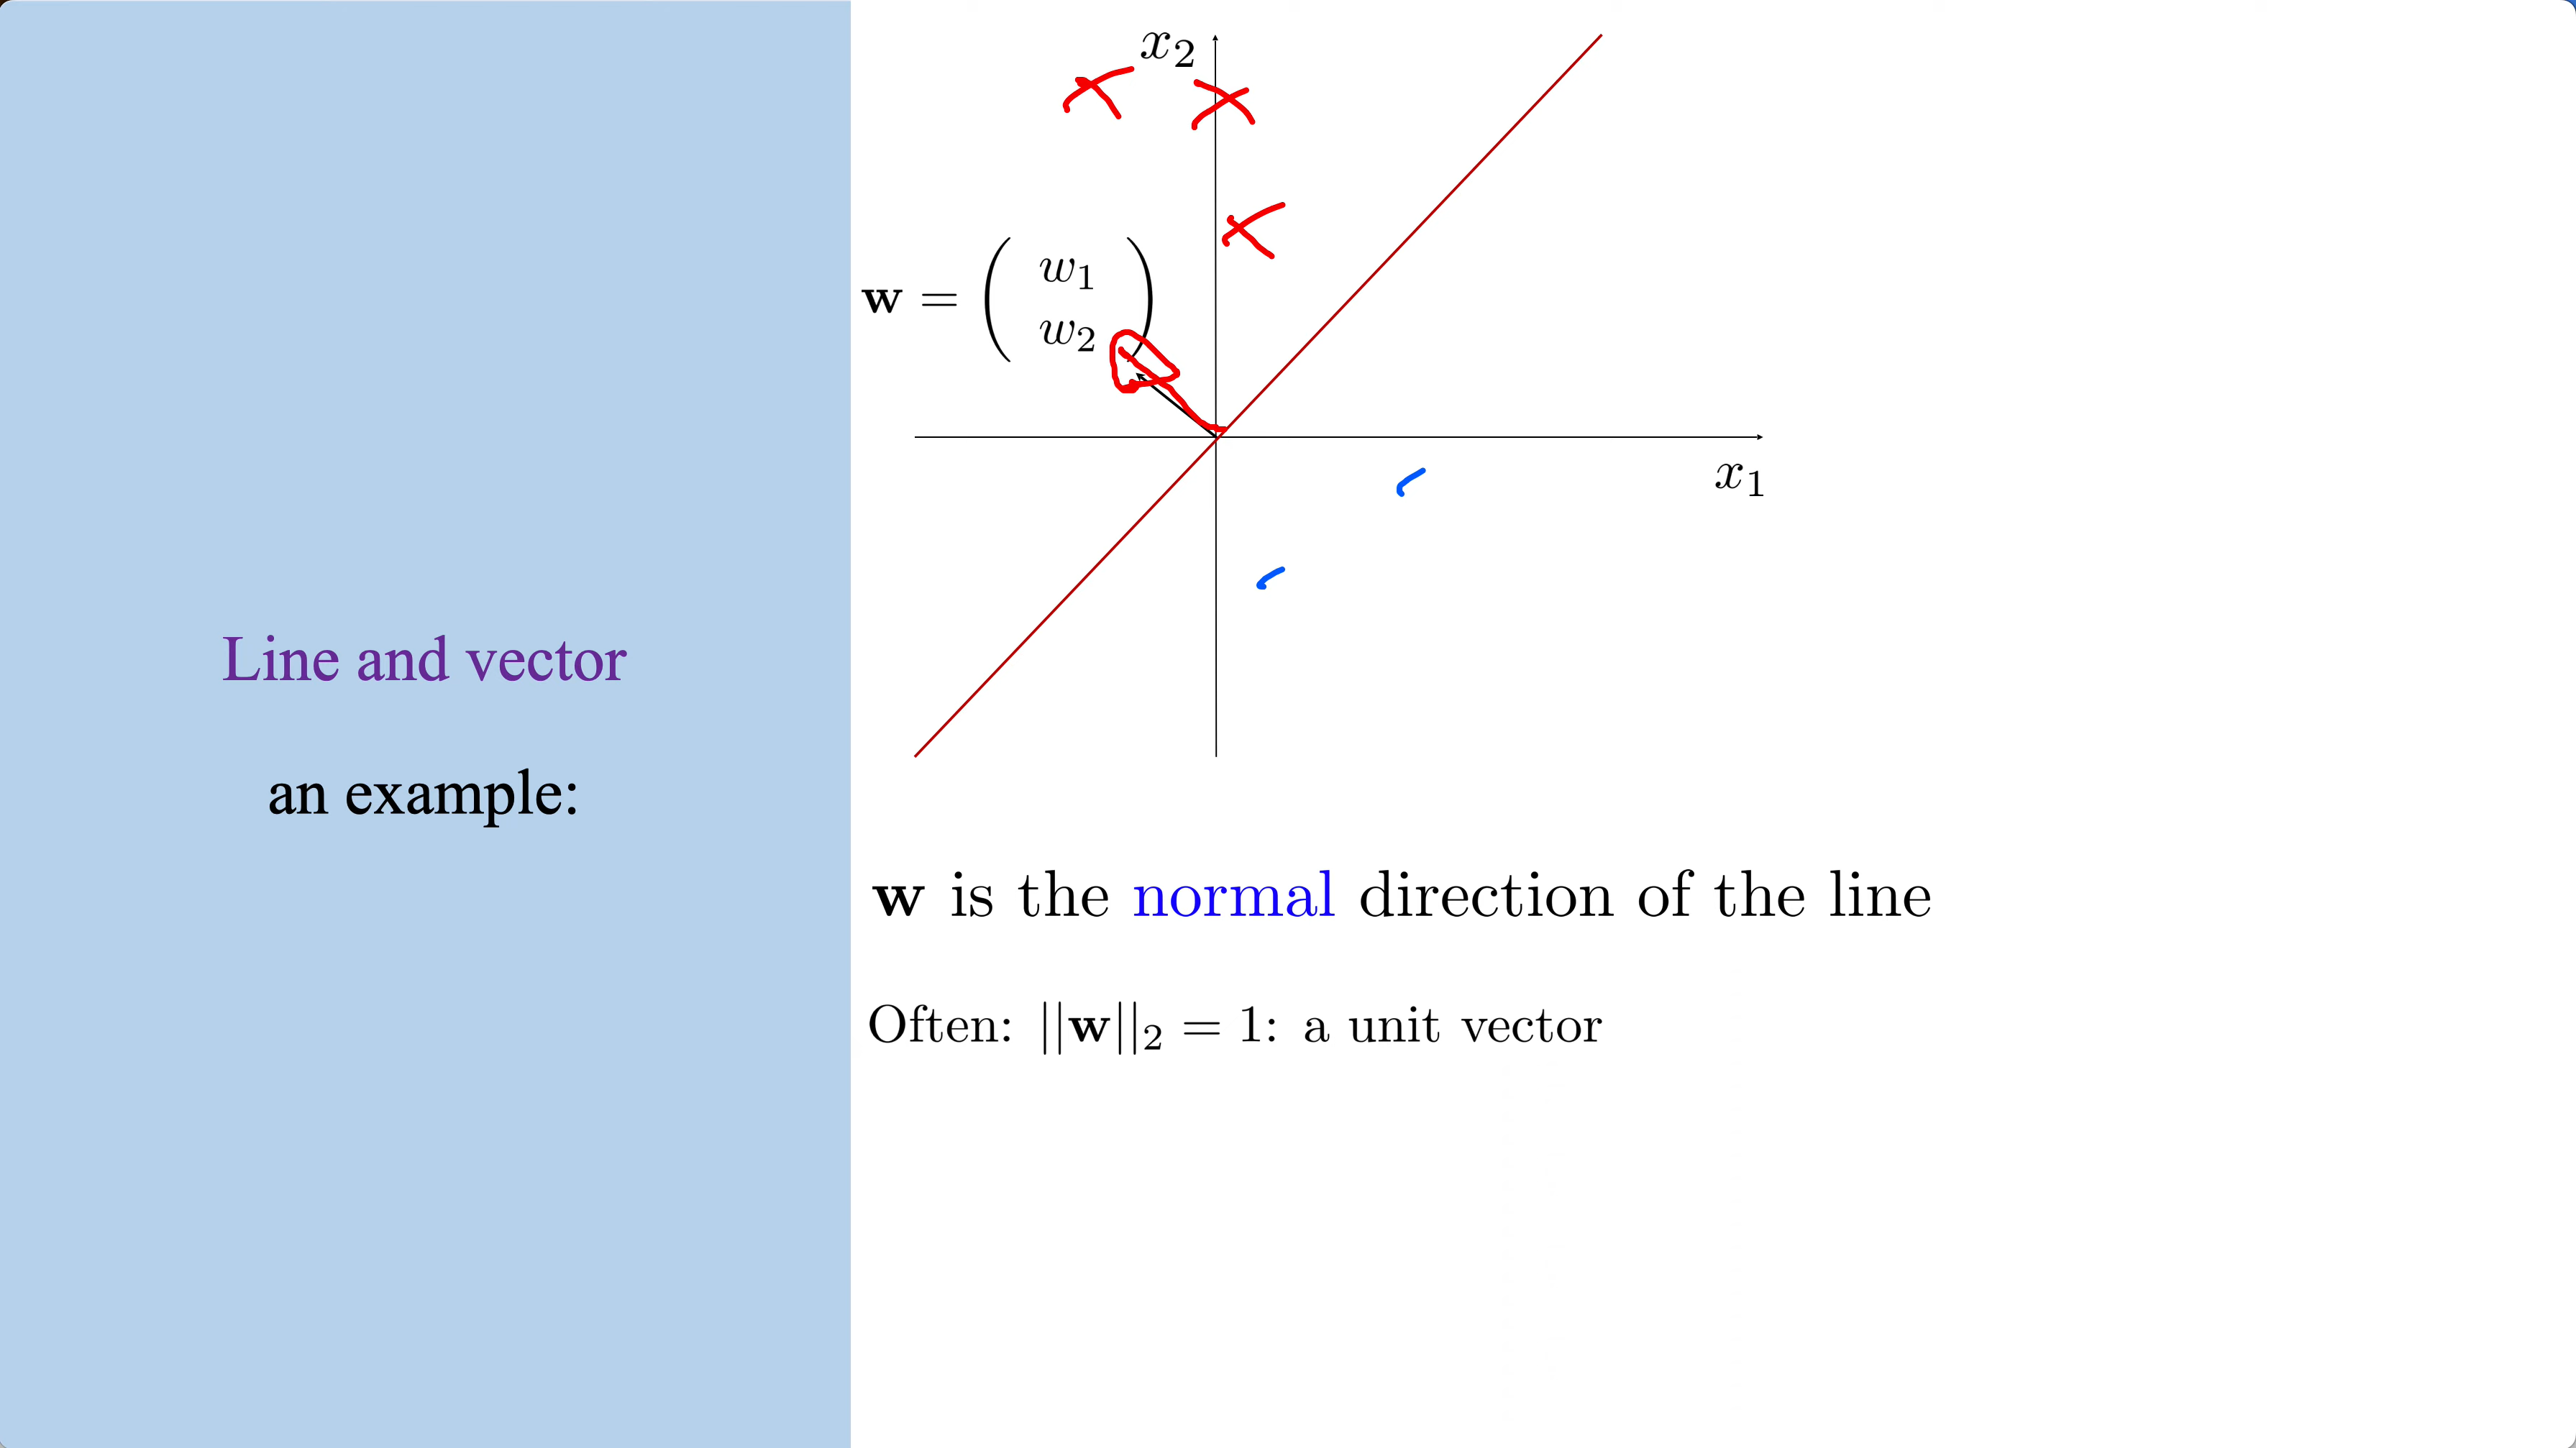 Line and vector
an example:
x₂
w = ( w₁
w₂ )
x₁
w is the normal direction of the line
Often: ||w||₂ = 1: a unit vector